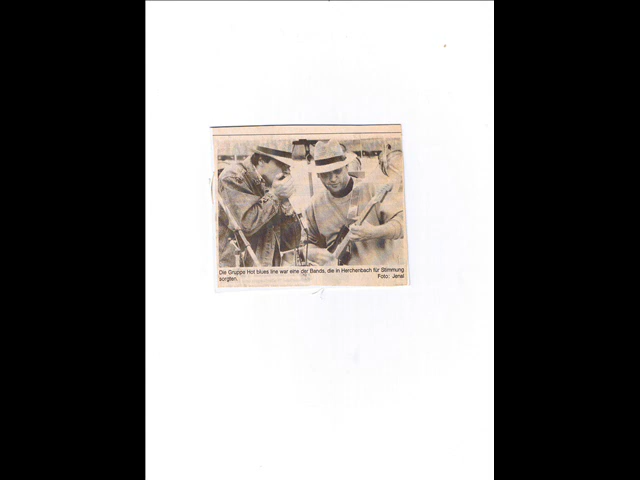 Die Gruppe Hot blues line war eine der Bands, die in Herchenbach für Stimmung
sorgten. Foto: Jeral